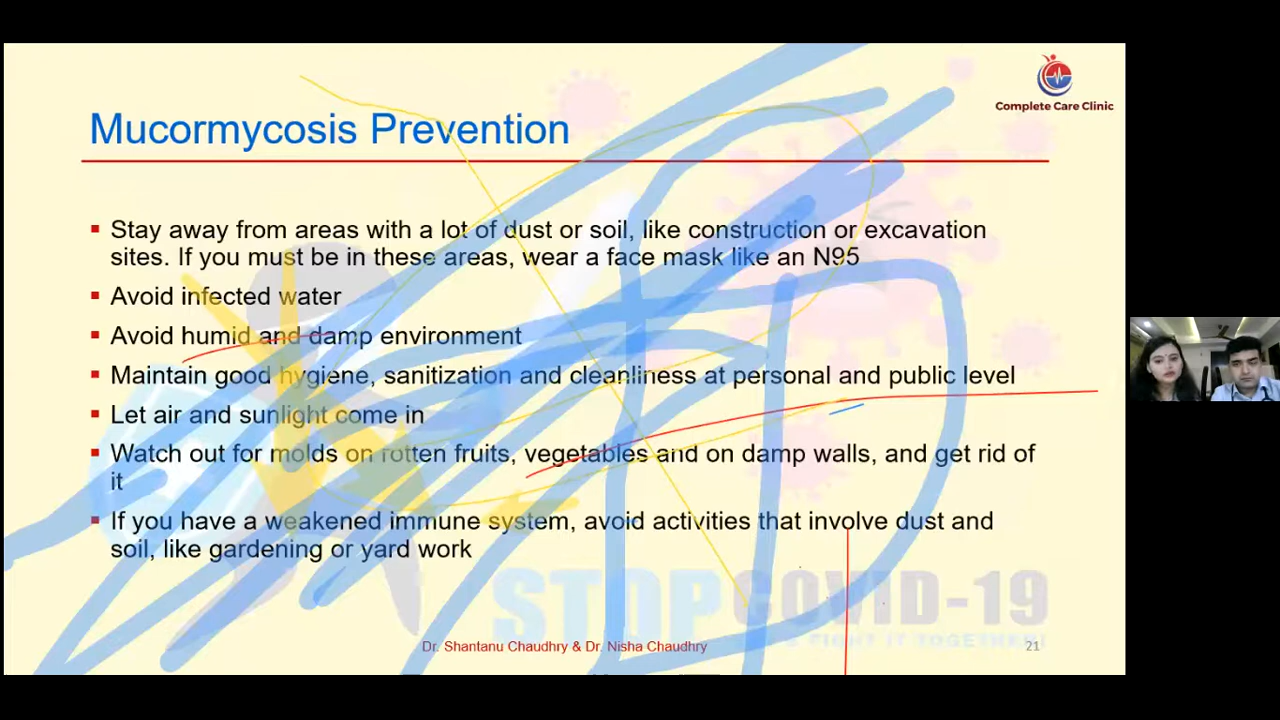 Complete Care Clinic
Mucormycosis Prevention
▪ Stay away from areas with a lot of dust or soil, like construction or excavation
sites. If you must be in these areas, wear a face mask like an N95
▪ Avoid infected water
▪ Avoid humid and damp environment
▪ Maintain good hygiene, sanitization and cleanliness at personal and public level
▪ Let air and sunlight come in
▪ Watch out for molds on rotten fruits, vegetables and on damp walls, and get rid of
it
▪ If you have a weakened immune system, avoid activities that involve dust and
soil, like gardening or yard work
STOP COVID-19
FIGHT IT TOGETHER!
Dr. Shantanu Chaudhry & Dr. Nisha Chaudhry
21